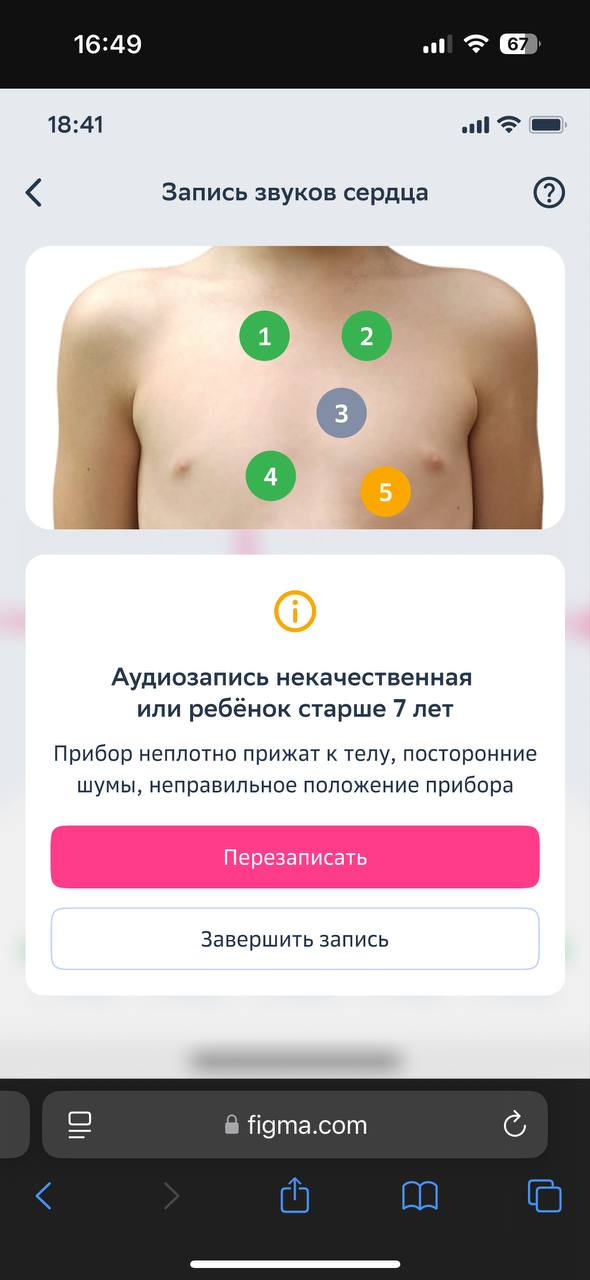 16:49
67
18:41
Запись звуков сердца
1
2
3
4
5
Аудиозапись некачественная
или ребёнок старше 7 лет
Прибор неплотно прижат к телу, посторонние
шумы, неправильное положение прибора
Перезаписать
Завершить запись
figma.com